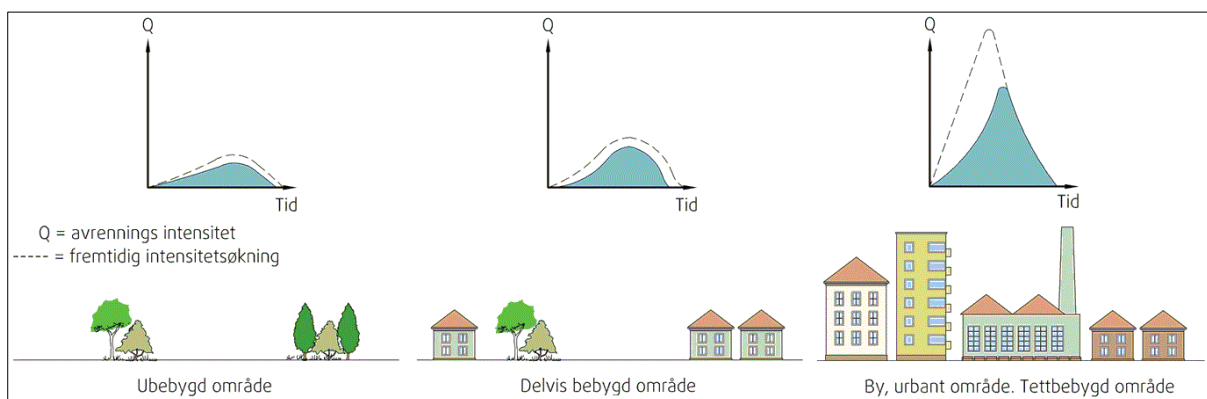 Q
Tid
Q
Tid
Q
Tid
Q = avrennings intensitet
---- = fremtidig intensitetsøkning
Ubebygd område
Delvis bebygd område
By, urbant område. Tettbebygd område